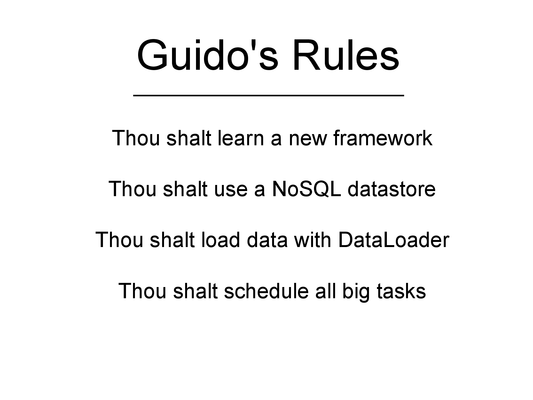 Guido's Rules
Thou shalt learn a new framework
Thou shalt use a NoSQL datastore
Thou shalt load data with DataLoader
Thou shalt schedule all big tasks